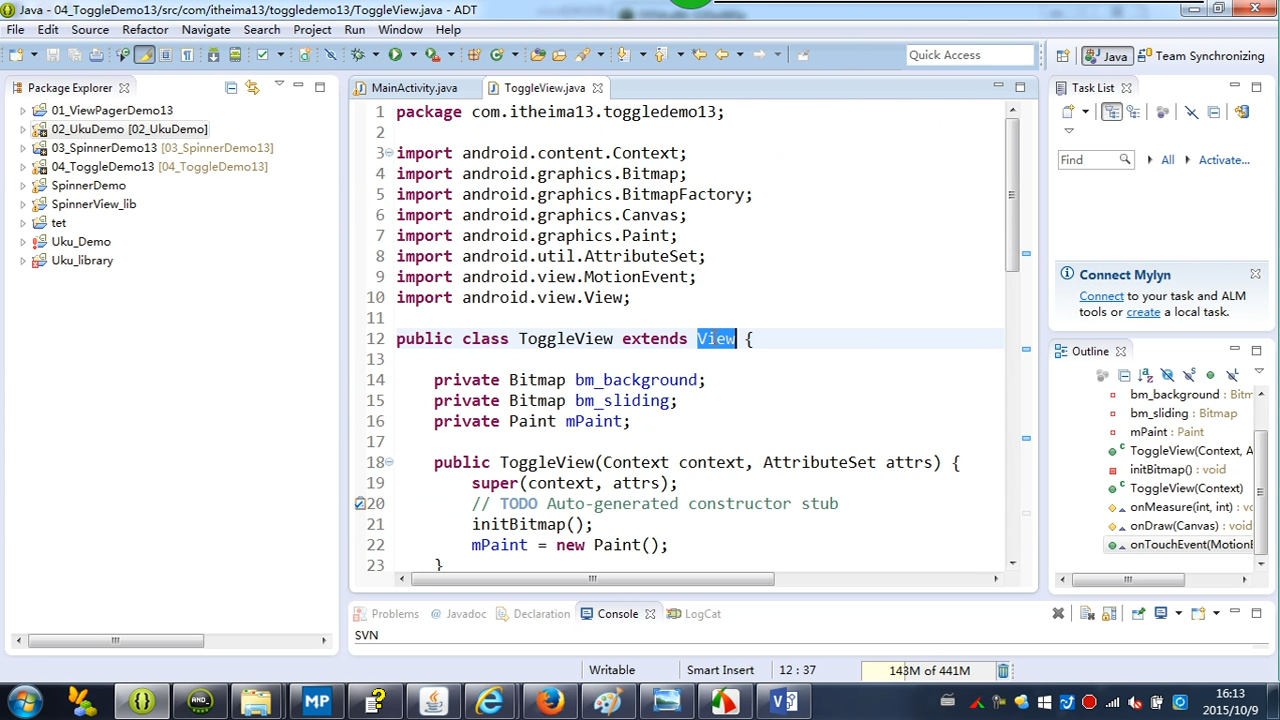 Java - 04_ToggleDemo13/src/com/itheima13/toggledemo13/ToggleView.java - ADT
File Edit Source Refactor Navigate Search Project Run Window Help
Quick Access
Java
Team Synchronizing
Package Explorer
01_ViewPagerDemo13
02_UkuDemo [02_UkuDemo]
03_SpinnerDemo13 [03_SpinnerDemo13]
04_ToggleDemo13 [04_ToggleDemo13]
SpinnerDemo
SpinnerView_lib
tet
Uku_Demo
Uku_library
MainActivity.java
ToggleView.java
1 package com.itheima13.toggledemo13;
2
3 import android.content.Context;
4 import android.graphics.Bitmap;
5 import android.graphics.BitmapFactory;
6 import android.graphics.Canvas;
7 import android.graphics.Paint;
8 import android.util.AttributeSet;
9 import android.view.MotionEvent;
10 import android.view.View;
11
12 public class ToggleView extends View {
13
14 private Bitmap bm_background;
15 private Bitmap bm_sliding;
16 private Paint mPaint;
17
18 public ToggleView(Context context, AttributeSet attrs) {
19 super(context, attrs);
20 // TODO Auto-generated constructor stub
21 initBitmap();
22 mPaint = new Paint();
23 }
Task List
Find
All
Activate...
Connect Mylyn
Connect to your task and ALM
tools or create a local task.
Outline
bm_background : Bitm
bm_sliding : Bitmap
mPaint : Paint
ToggleView(Context, A
initBitmap() : void
ToggleView(Context)
onMeasure(int, int) : vo
onDraw(Canvas) : void
onTouchEvent(MotionE
Problems
Javadoc
Declaration
Console
LogCat
SVN
Writable
Smart Insert
12 : 37
143M of 441M
16:13
2015/10/9